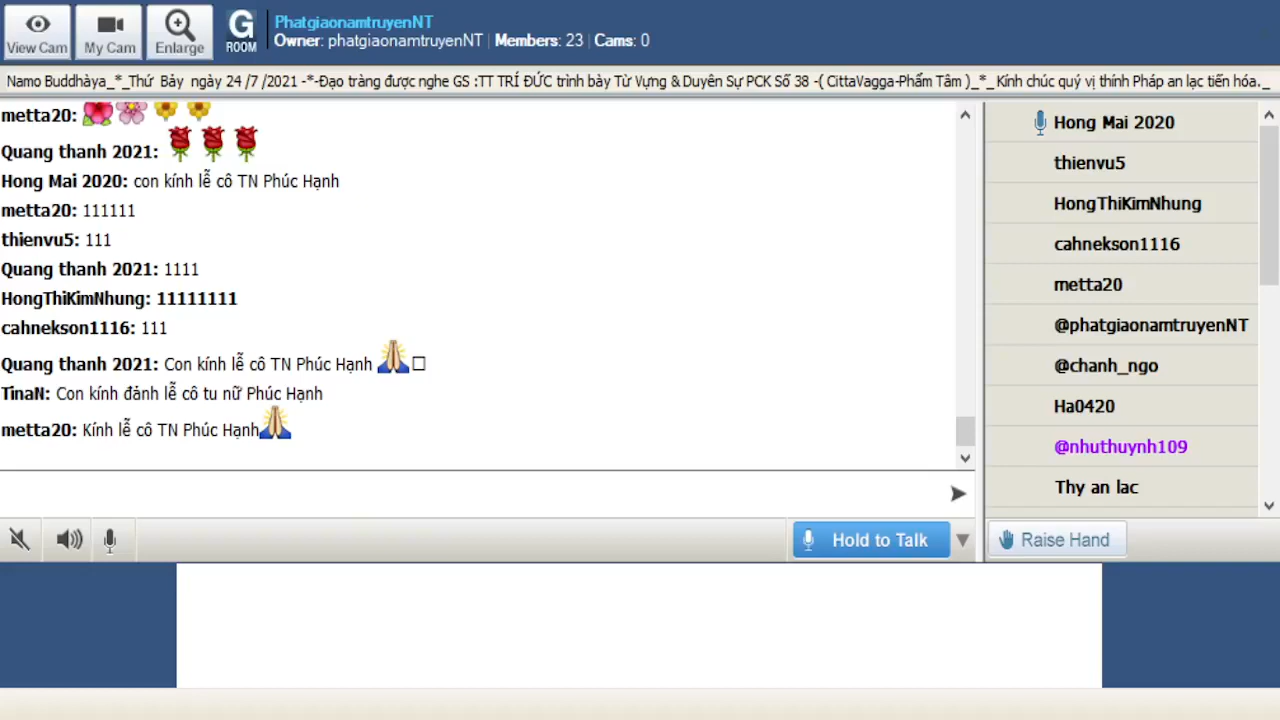 PhatgiaonamtruyenNT
Owner: phatgiaonamtruyenNT | Members: 23 | Cams: 0
View Cam
My Cam
Enlarge
G
ROOM
Namo Buddhàya_*_Thứ Bảy ngày 24 /7 /2021 -*-Đạo tràng được nghe GS :TT TRÍ ĐỨC trình bày Từ Vựng & Duyên Sự PCK Số 38 -( CittaVagga-Phẩm Tâm )_*_Kính chúc quý vị thính Pháp an lạc tiến hóa._
metta20:
Quang thanh 2021:
Hong Mai 2020: con kính lễ cô TN Phúc Hạnh
metta20: 111111
thienvu5: 111
Quang thanh 2021: 1111
HongThiKimNhung: 11111111
cahnekson1116: 111
Quang thanh 2021: Con kính lễ cô TN Phúc Hạnh
TinaN: Con kính đảnh lễ cô tu nữ Phúc Hạnh
metta20: Kính lễ cô TN Phúc Hạnh
Hong Mai 2020
thienvu5
HongThiKimNhung
cahnekson1116
metta20
@phatgiaonamtruyenNT
@chanh_ngo
Ha0420
@nhuthuynh109
Thy an lac
Hold to Talk
Raise Hand